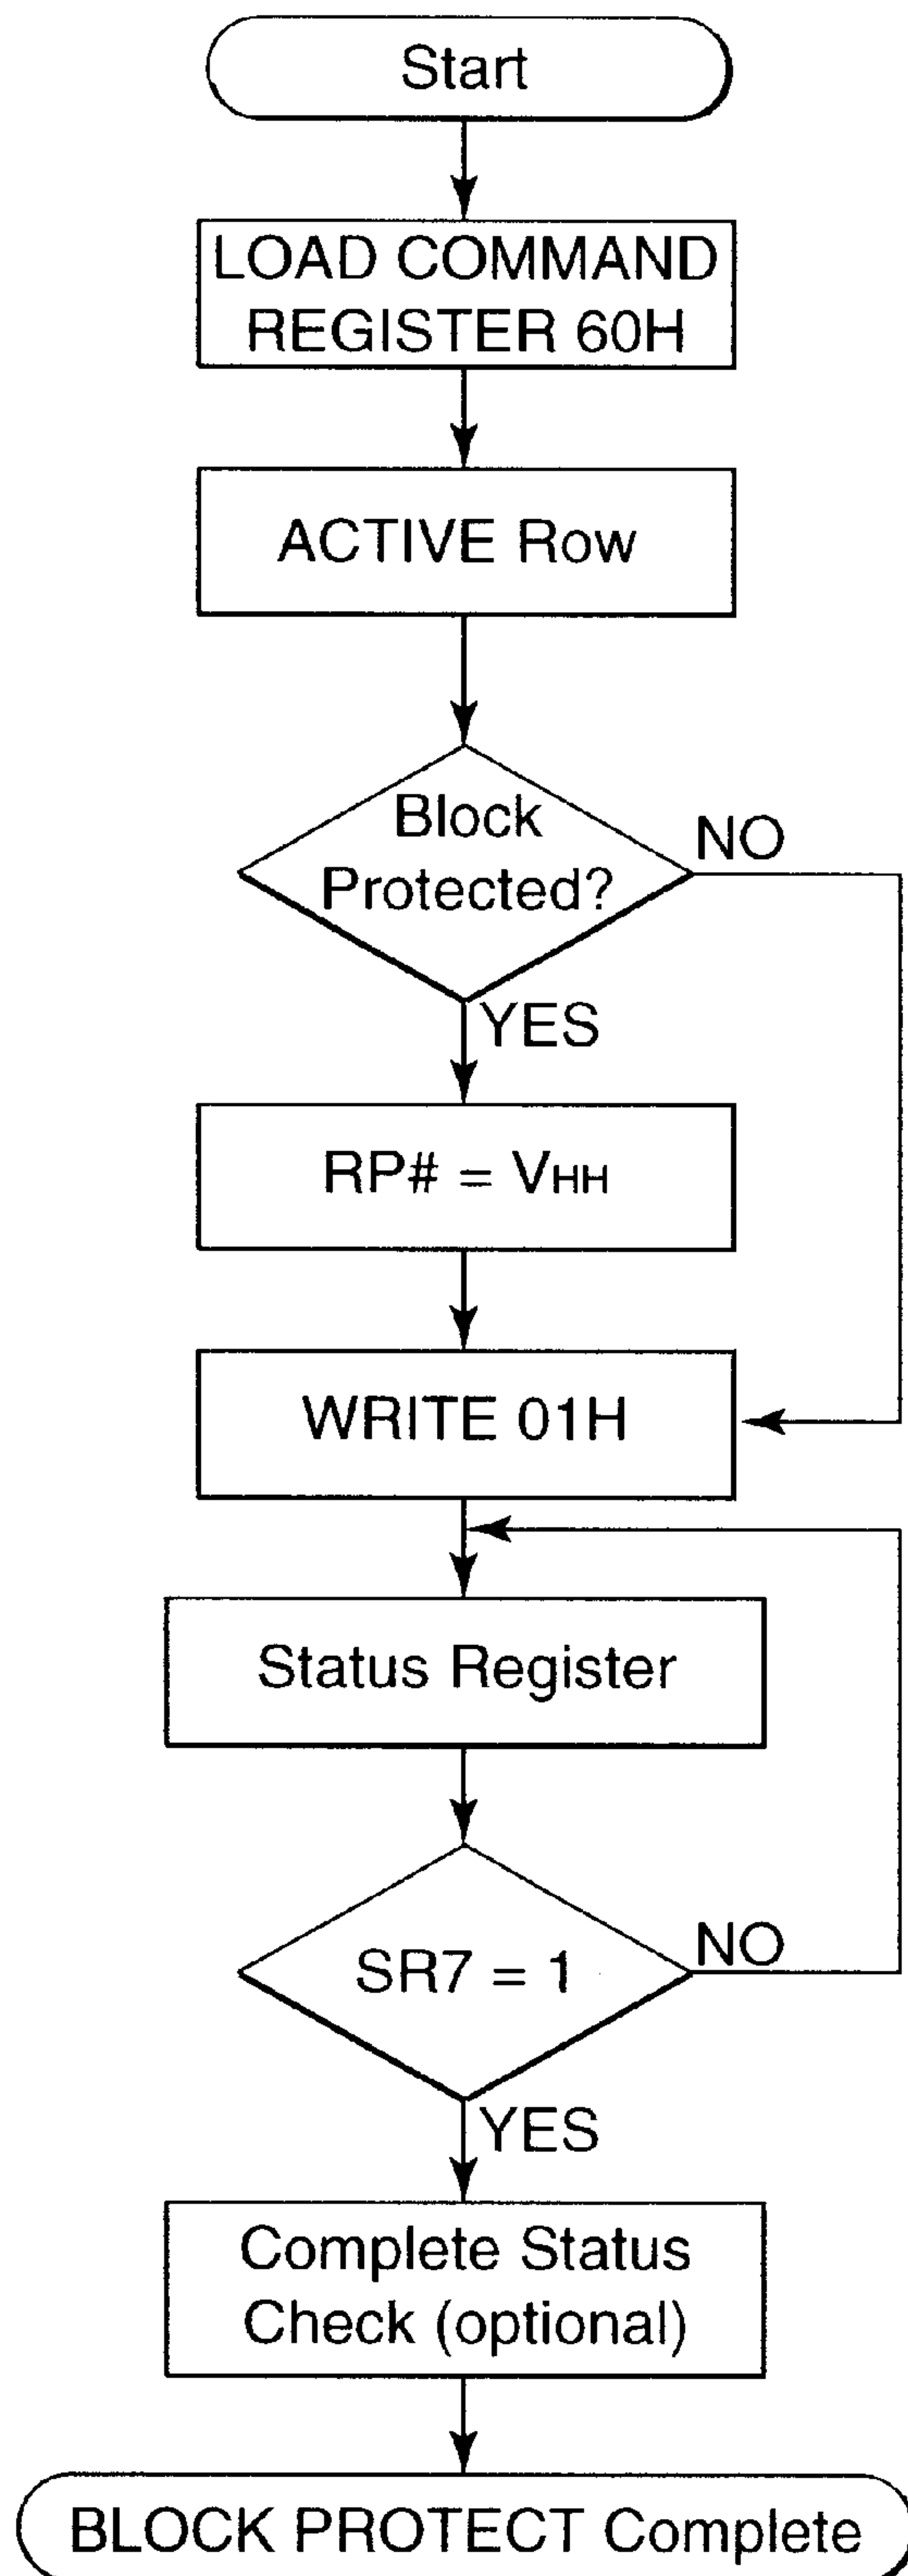 Start
LOAD COMMAND
REGISTER 60H
ACTIVE Row
Block
Protected?
NO
YES
RP# = VHH
WRITE 01H
Status Register
SR7 = 1
NO
YES
Complete Status
Check (optional)
BLOCK PROTECT Complete